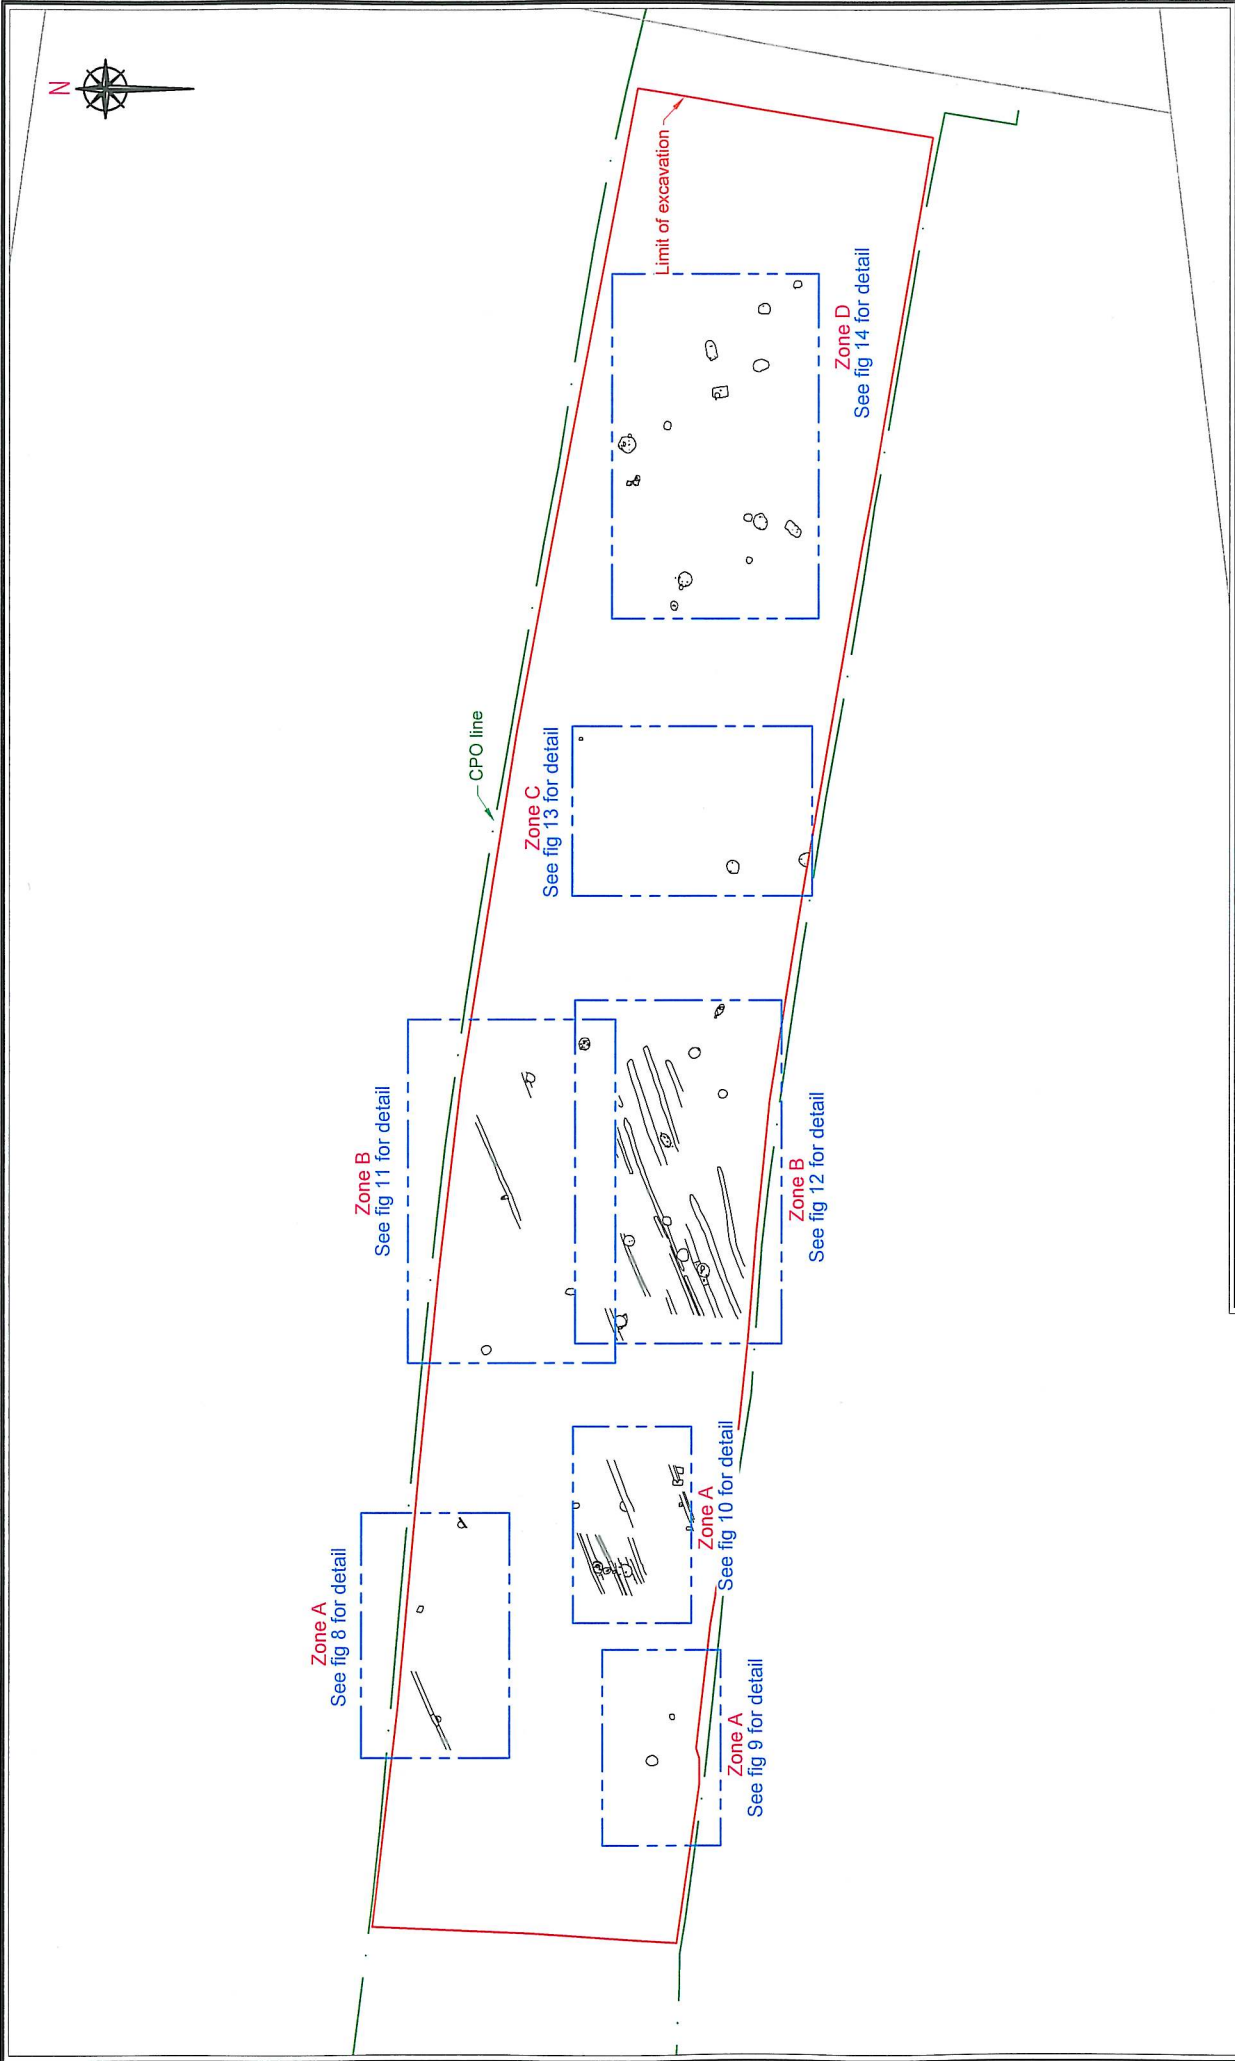 N
Limit of excavation
CPO line
Zone A
See fig 8 for detail
Zone A
See fig 9 for detail
Zone A
See fig 10 for detail
Zone B
See fig 11 for detail
Zone B
See fig 12 for detail
Zone C
See fig 13 for detail
Zone D
See fig 14 for detail